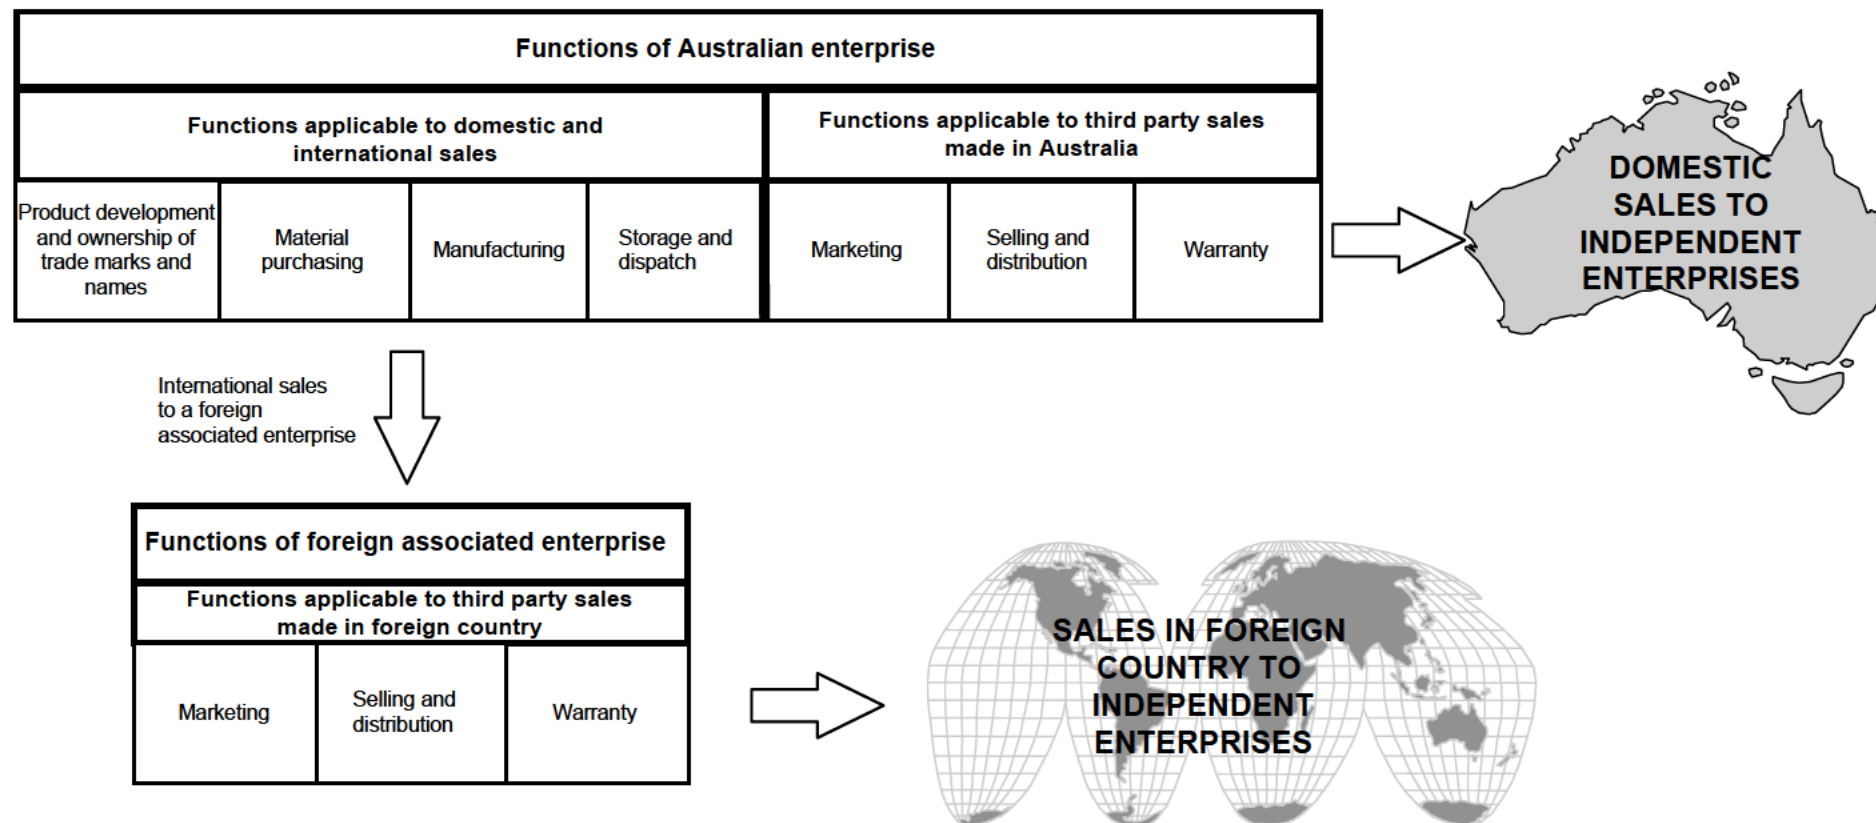 Functions of Australian enterprise
Functions applicable to domestic and
international sales
Functions applicable to third party sales
made in Australia
Product development
and ownership of
trade marks and
names
Material
purchasing
Manufacturing
Storage and
dispatch
Marketing
Selling and
distribution
Warranty
DOMESTIC
SALES TO
INDEPENDENT
ENTERPRISES
International sales
to a foreign
associated enterprise
Functions of foreign associated enterprise
Functions applicable to third party sales
made in foreign country
Marketing
Selling and
distribution
Warranty
SALES IN FOREIGN
COUNTRY TO
INDEPENDENT
ENTERPRISES